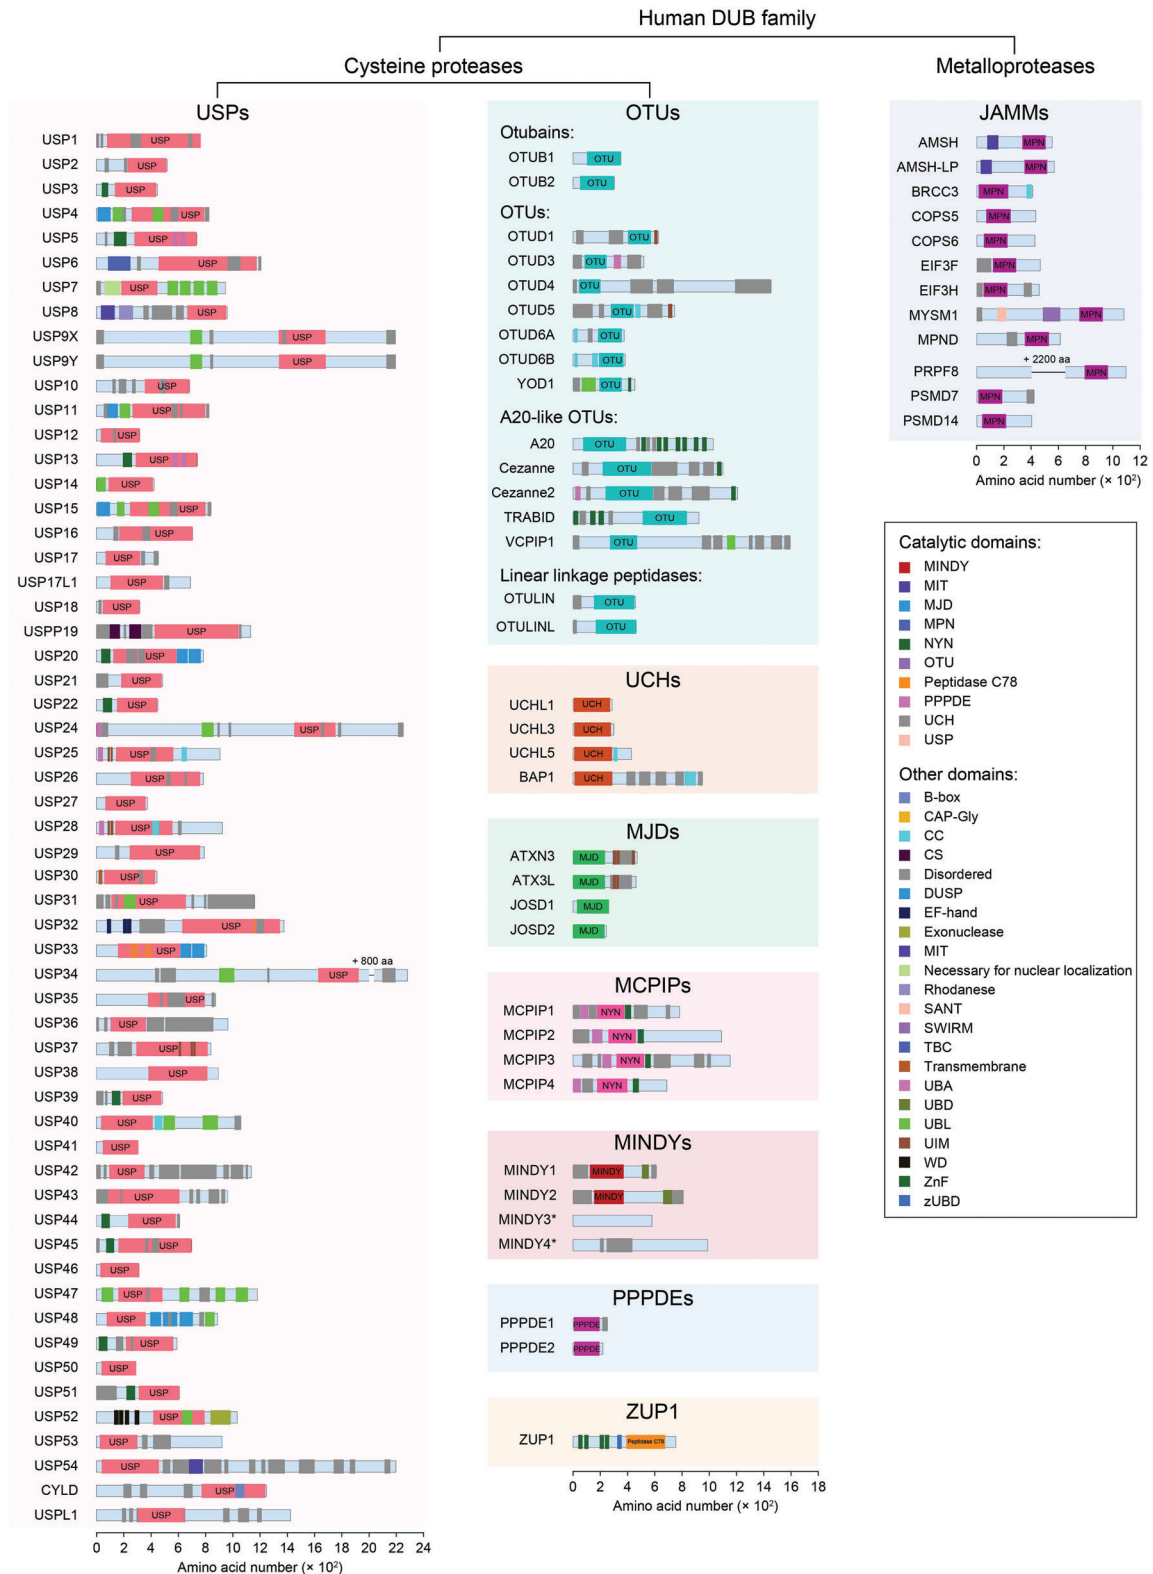 Human DUB family
Cysteine proteases
Metalloproteases
USPs
USP1
USP
USP2
USP
USP3
USP
USP4
USP
USP5
USP
USP6
USP
USP7
USP
USP8
USP
USP9X
USP
USP9Y
USP
USP10
USP
USP11
USP
USP12
USP
USP13
USP
USP14
USP
USP15
USP
USP16
USP
USP17
USP
USP17L1
USP
USP18
USP
USPP19
USP
USP20
USP
USP21
USP
USP22
USP
USP24
USP
USP25
USP
USP26
USP
USP27
USP
USP28
USP
USP29
USP
USP30
USP
USP31
USP
USP32
USP
USP33
USP
+ 800 aa
USP34
USP
USP35
USP
USP36
USP
USP37
USP
USP38
USP
USP39
USP
USP40
USP
USP41
USP
USP42
USP
USP43
USP
USP44
USP
USP45
USP
USP46
USP
USP47
USP
USP48
USP
USP49
USP
USP50
USP
USP51
USP
USP52
USP
USP53
USP
USP54
USP
CYLD
USP
USPL1
USP
0 2 4 6 8 10 12 14 16 18 20 22 24
Amino acid number (× 10²)
OTUs
Otubains:
OTUB1
OTU
OTUB2
OTU
OTUs:
OTUD1
OTU
OTUD3
OTU
OTUD4
OTU
OTUD5
OTU
OTUD6A
OTU
OTUD6B
OTU
YOD1
OTU
A20-like OTUs:
A20
OTU
Cezanne
OTU
Cezanne2
OTU
TRABID
OTU
VCPIP1
OTU
Linear linkage peptidases:
OTULIN
OTU
OTULINL
OTU
UCHs
UCHL1
UCH
UCHL3
UCH
UCHL5
UCH
BAP1
UCH
MJDs
ATXN3
MJD
ATX3L
MJD
JOSD1
MJD
JOSD2
MJD
MCPIPs
MCPIP1
NYN
MCPIP2
NYN
MCPIP3
NYN
MCPIP4
NYN
MINDYs
MINDY1
MINDY
MINDY2
MINDY
MINDY3*
MINDY4*
PPPDEs
PPPDE1
PPPDE
PPPDE2
PPPDE
ZUP1
ZUP1
Peptidase C78
0 2 4 6 8 10 12 14 16 18
Amino acid number (× 10²)
JAMMs
AMSH
MPN
AMSH-LP
MPN
BRCC3
MPN
COPS5
MPN
COPS6
MPN
EIF3F
MPN
EIF3H
MPN
MYSM1
MPN
MPND
MPN
+ 2200 aa
PRPF8
MPN
PSMD7
MPN
PSMD14
MPN
0 2 4 6 8 10 12
Amino acid number (× 10²)
Catalytic domains:
MINDY
MIT
MJD
MPN
NYN
OTU
Peptidase C78
PPPDE
UCH
USP
Other domains:
B-box
CAP-Gly
CC
CS
Disordered
DUSP
EF-hand
Exonuclease
MIT
Necessary for nuclear localization
Rhodanese
SANT
SWIRM
TBC
Transmembrane
UBA
UBD
UBL
UIM
WD
ZnF
zUBD